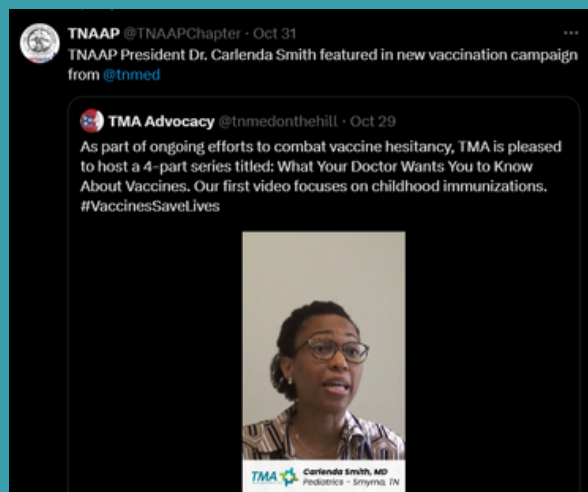 TNAAP @TNAAPChapter · Oct 31
TNAAP President Dr. Carlenda Smith featured in new vaccination campaign
from @tnmed
TMA Advocacy @tnmedonthehill · Oct 29
As part of ongoing efforts to combat vaccine hesitancy, TMA is pleased
to host a 4-part series titled: What Your Doctor Wants You to Know
About Vaccines. Our first video focuses on childhood immunizations.
#VaccinesSaveLives
TMA
Carlenda Smith, MD
Pediatrics - Smyrna, TN